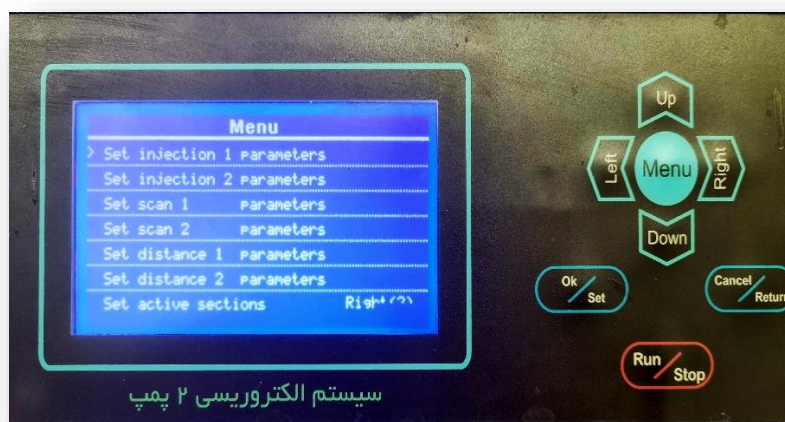 Menu
> Set injection 1 parameters
Set injection 2 parameters
Set scan 1 parameters
Set scan 2 parameters
Set distance 1 parameters
Set distance 2 parameters
Set active sections Right(2)
Up
Left
Menu
Right
Down
Ok/Set
Cancel/Return
Run/Stop
سیستم الکتروریسی ۲ پمپ